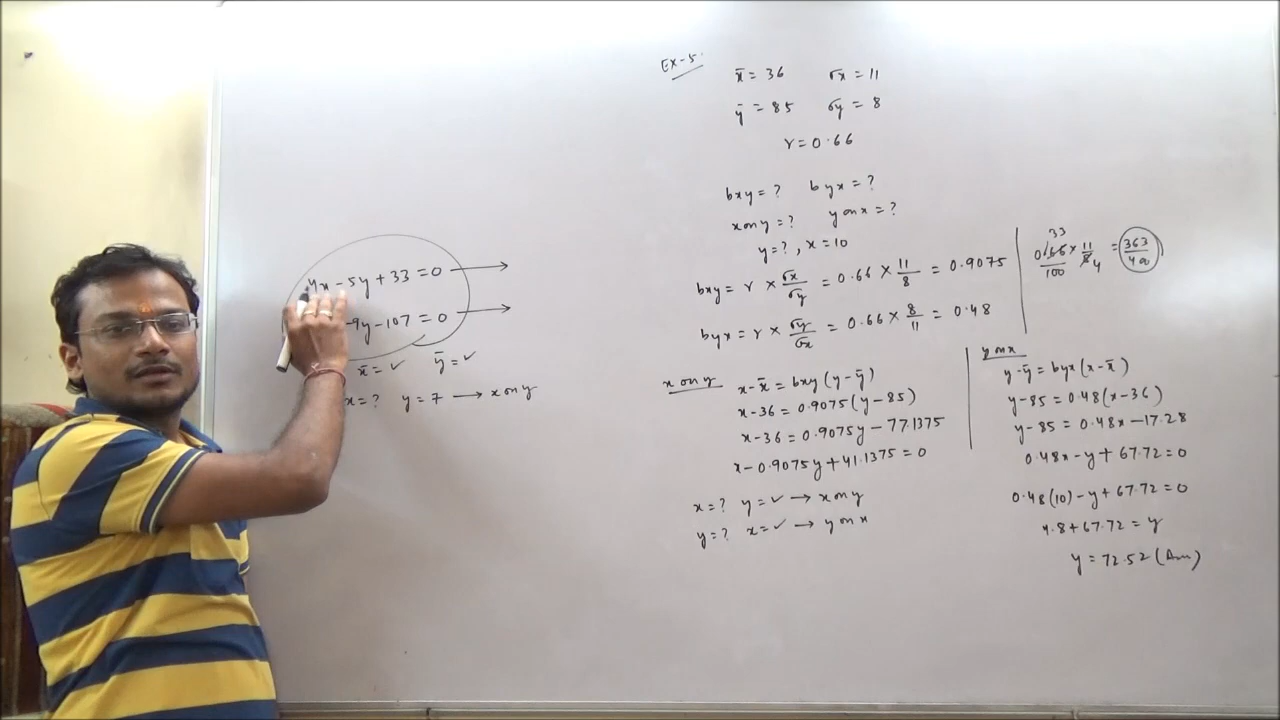 4x - 5y + 33 = 0 →
- 9y - 107 = 0 →
x̄ = ✓ ȳ = ✓
x = ? y = 7 → x on y
Ex-5.
x̄ = 36 σx = 11
ȳ = 85 σy = 8
r = 0.66
bxy = ? byx = ?
x on y = ? y on x = ?
y = ? , x = 10
bxy = r × σx/σy = 0.66 × 11/8 = 0.9075
byx = r × σy/σx = 0.66 × 8/11 = 0.48
33
0.66/100 × 11/8 4 = 363/400
x on y
x - x̄ = bxy (y - ȳ)
x - 36 = 0.9075 (y - 85)
x - 36 = 0.9075y - 77.1375
x - 0.9075y + 41.1375 = 0
x = ? y = ✓ → x on y
y = ? x = ✓ → y on x
y on x
y - ȳ = byx (x - x̄)
y - 85 = 0.48 (x - 36)
y - 85 = 0.48x - 17.28
0.48x - y + 67.72 = 0
0.48(10) - y + 67.72 = 0
4.8 + 67.72 = y
y = 72.52 (Ans)